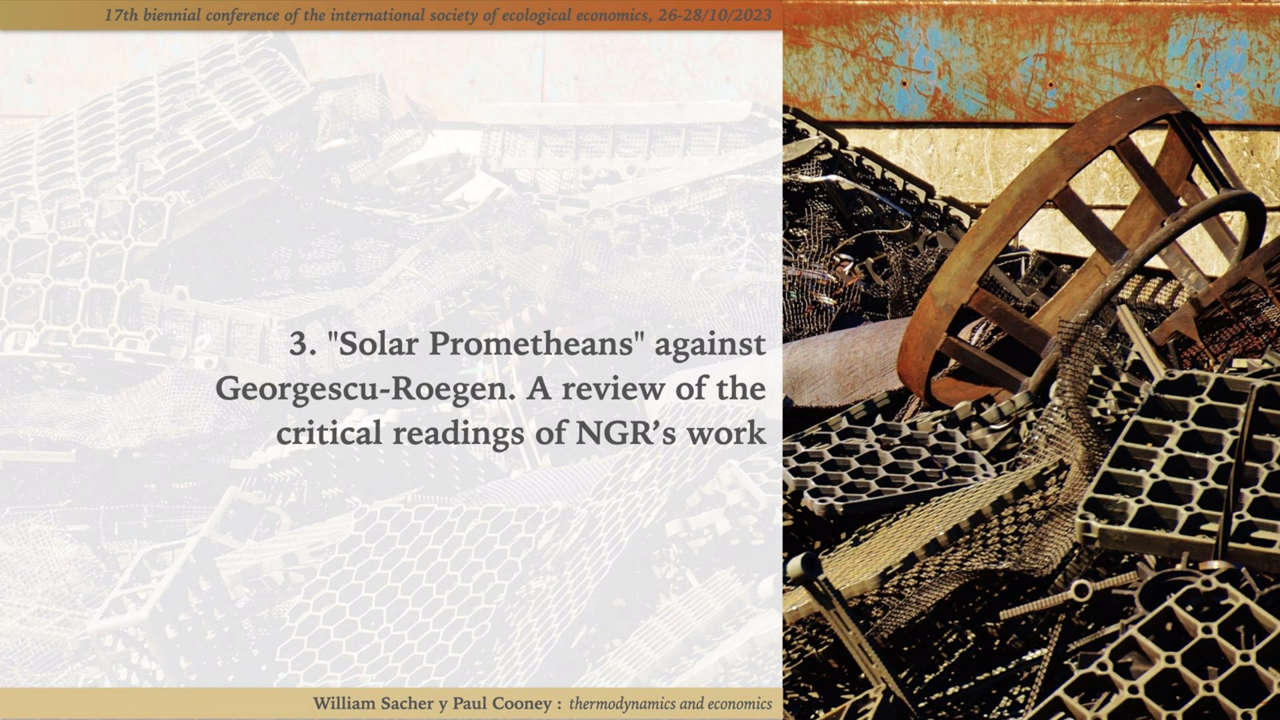 17th biennial conference of the international society of ecological economics, 26-28/10/2023
3. "Solar Prometheans" against
Georgescu-Roegen. A review of the
critical readings of NGR’s work
William Sacher y Paul Cooney : thermodynamics and economics